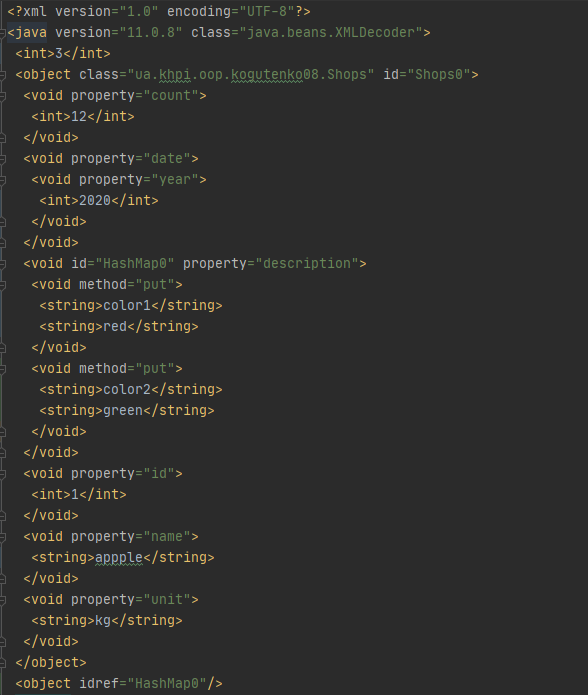 <?xml version="1.0" encoding="UTF-8"?>
<java version="11.0.8" class="java.beans.XMLDecoder">
 <int>3</int>
 <object class="ua.khpi.oop.kogutenko08.Shops" id="Shops0">
  <void property="count">
   <int>12</int>
  </void>
  <void property="date">
   <void property="year">
    <int>2020</int>
   </void>
  </void>
  <void id="HashMap0" property="description">
   <void method="put">
    <string>color1</string>
    <string>red</string>
   </void>
   <void method="put">
    <string>color2</string>
    <string>green</string>
   </void>
  </void>
  <void property="id">
   <int>1</int>
  </void>
  <void property="name">
   <string>appple</string>
  </void>
  <void property="unit">
   <string>kg</string>
  </void>
 </object>
 <object idref="HashMap0"/>